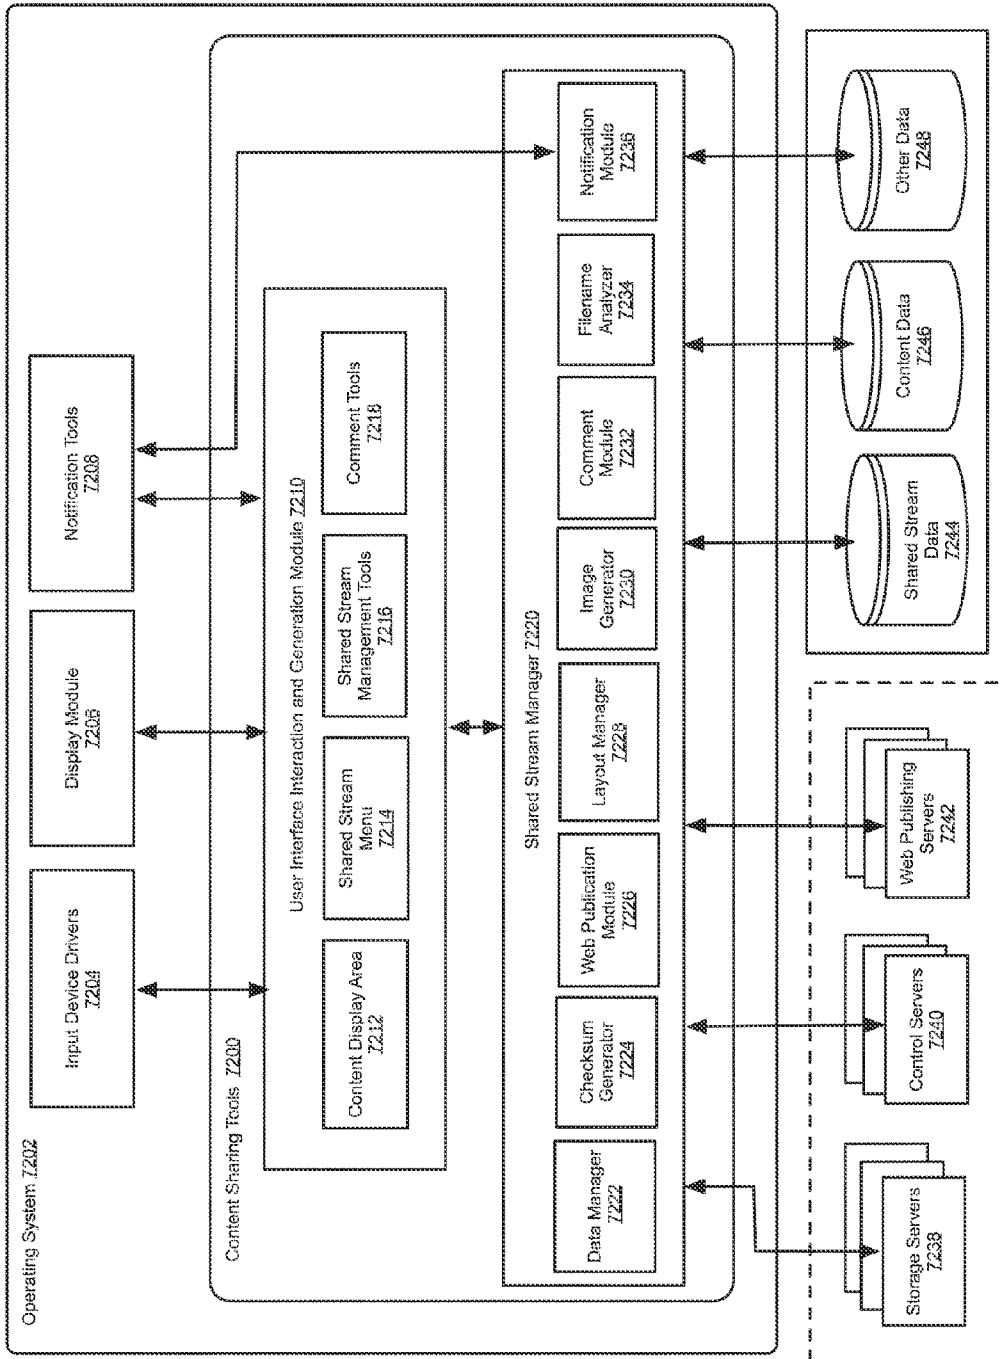 Operating System 7202
Input Device Drivers
7204
Display Module
7206
Notification Tools
7208
Content Sharing Tools 7200
User Interface Interaction and Generation Module 7210
Content Display Area
7212
Shared Stream
Menu
7214
Shared Stream
Management Tools
7216
Comment Tools
7218
Shared Stream Manager 7220
Data Manager
7222
Checksum
Generator
7224
Web Publication
Module
7226
Layout Manager
7228
Image
Generator
7230
Comment
Module
7232
Filename
Analyzer
7234
Notification
Module
7236
Storage Servers
7238
Control Servers
7240
Web Publishing
Servers
7242
Shared Stream
Data
7244
Content Data
7246
Other Data
7248